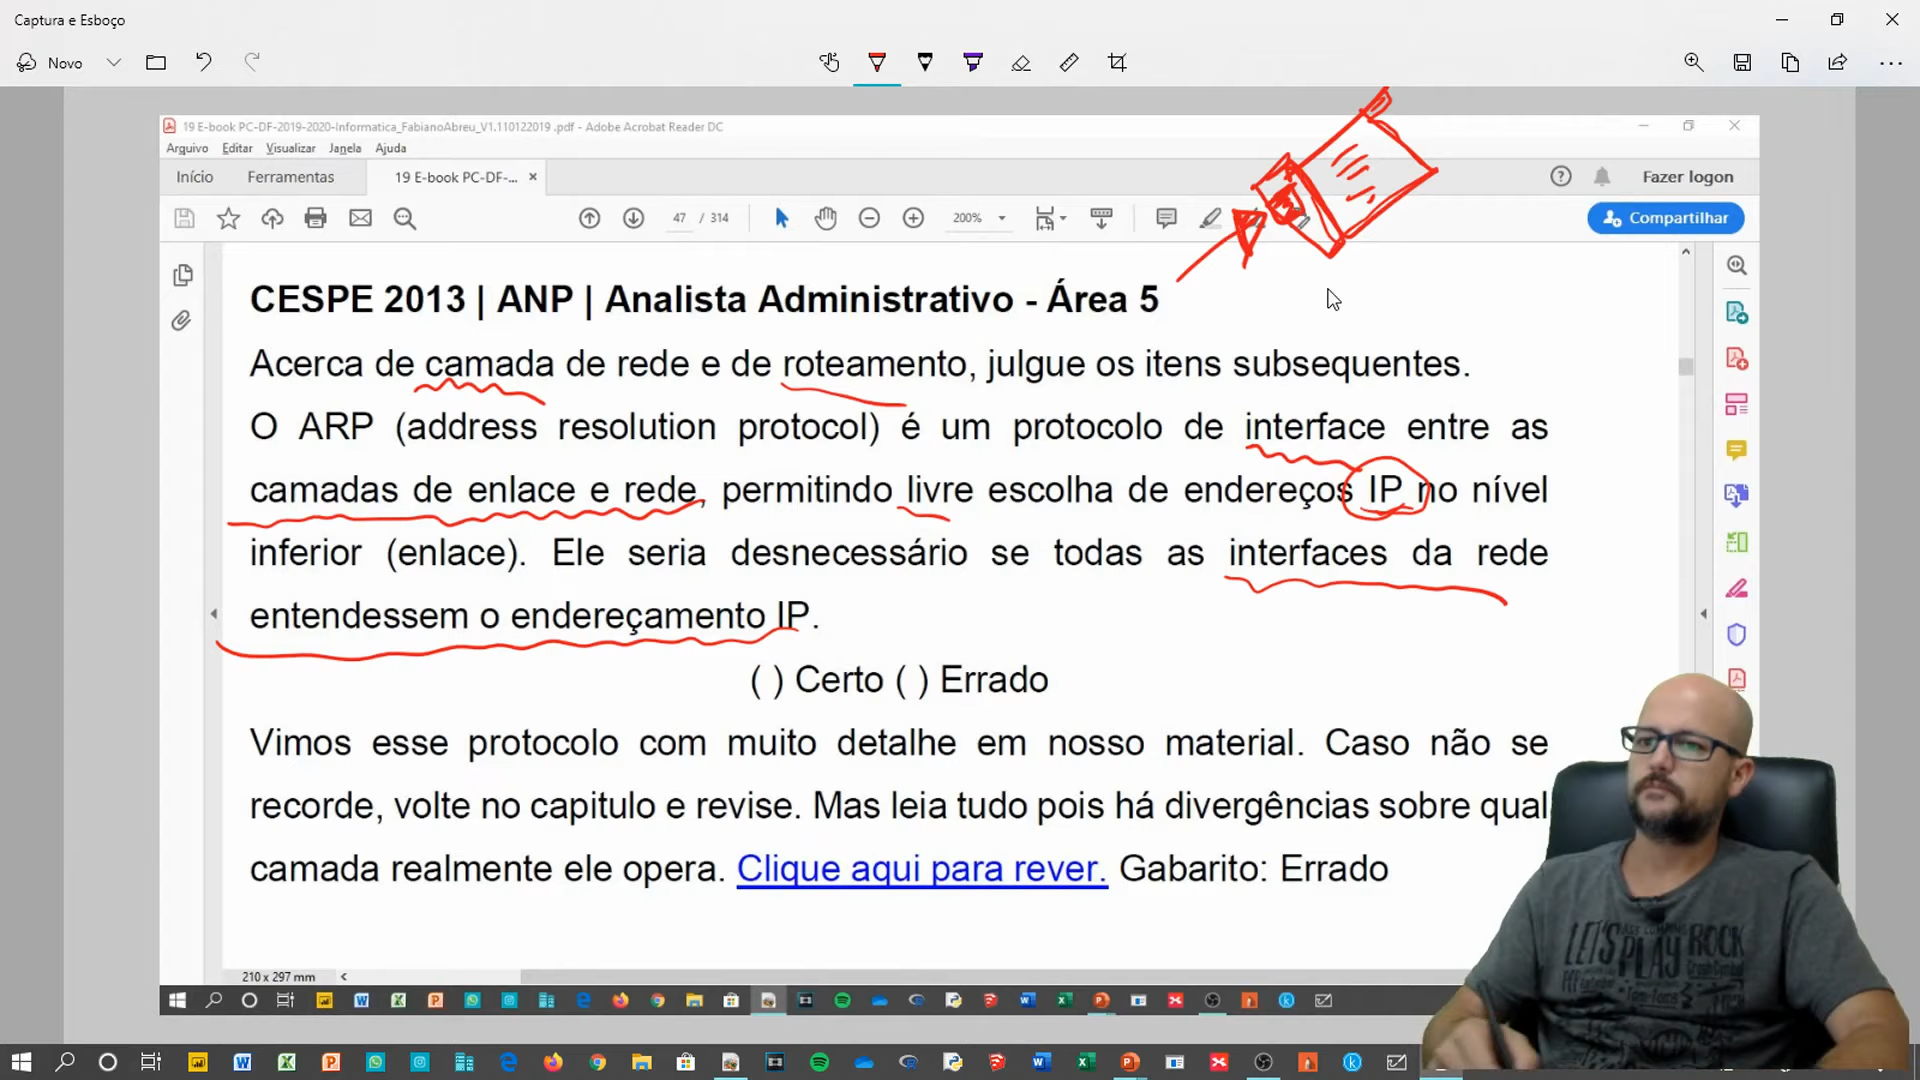 Captura e Esboço
Novo
19 E-book PC-DF-2019-2020-Informatica_FabianoAbreu_V1.110122019 .pdf - Adobe Acrobat Reader DC
Arquivo Editar Visualizar Janela Ajuda
Início Ferramentas 19 E-book PC-DF-... × Fazer logon
47 / 314 200% Compartilhar
CESPE 2013 | ANP | Analista Administrativo - Área 5
Acerca de camada de rede e de roteamento, julgue os itens subsequentes.
O ARP (address resolution protocol) é um protocolo de interface entre as
camadas de enlace e rede, permitindo livre escolha de endereços IP no nível
inferior (enlace). Ele seria desnecessário se todas as interfaces da rede
entendessem o endereçamento IP.
( ) Certo ( ) Errado
Vimos esse protocolo com muito detalhe em nosso material. Caso não se
recorde, volte no capitulo e revise. Mas leia tudo pois há divergências sobre qual
camada realmente ele opera. Clique aqui para rever. Gabarito: Errado
210 x 297 mm
LET'S
PLAY ROCK